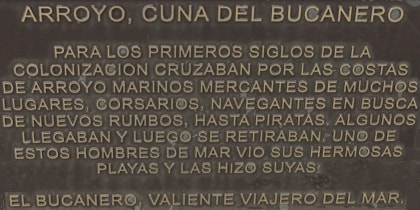 ARROYO, CUNA DEL BUCANERO
PARA LOS PRIMEROS SIGLOS DE LA
COLONIZACION CRUZABAN POR LAS COSTAS
DE ARROYO MARINOS MERCANTES DE MUCHOS
LUGARES, CORSARIOS, NAVEGANTES EN BUSCA
DE NUEVOS RUMBOS, HASTA PIRATAS. ALGUNOS
LLEGABAN Y LUEGO SE RETIRABAN, UNO DE
ESTOS HOMBRES DE MAR VIO SUS HERMOSAS
PLAYAS Y LAS HIZO SUYAS.
EL BUCANERO, VALIENTE VIAJERO DEL MAR.